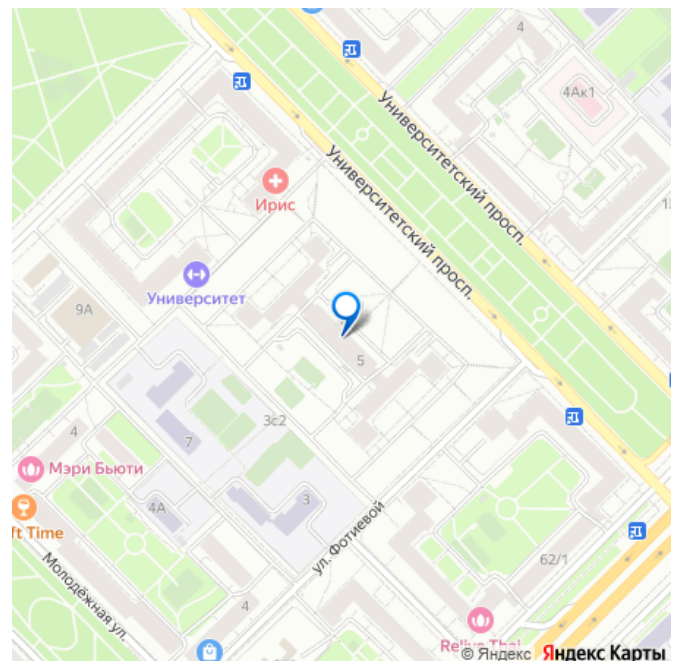 4
4Ак1
Университетский просп.
Университетский просп.
Ирис
Университет
9А
5
3с2
7
4
Мэри Бьюти
4А
3
ft Time
ул. Фотиевой
62/1
Молодёжная ул.
4
Relive Thai
© Яндекс Яндекс Карты